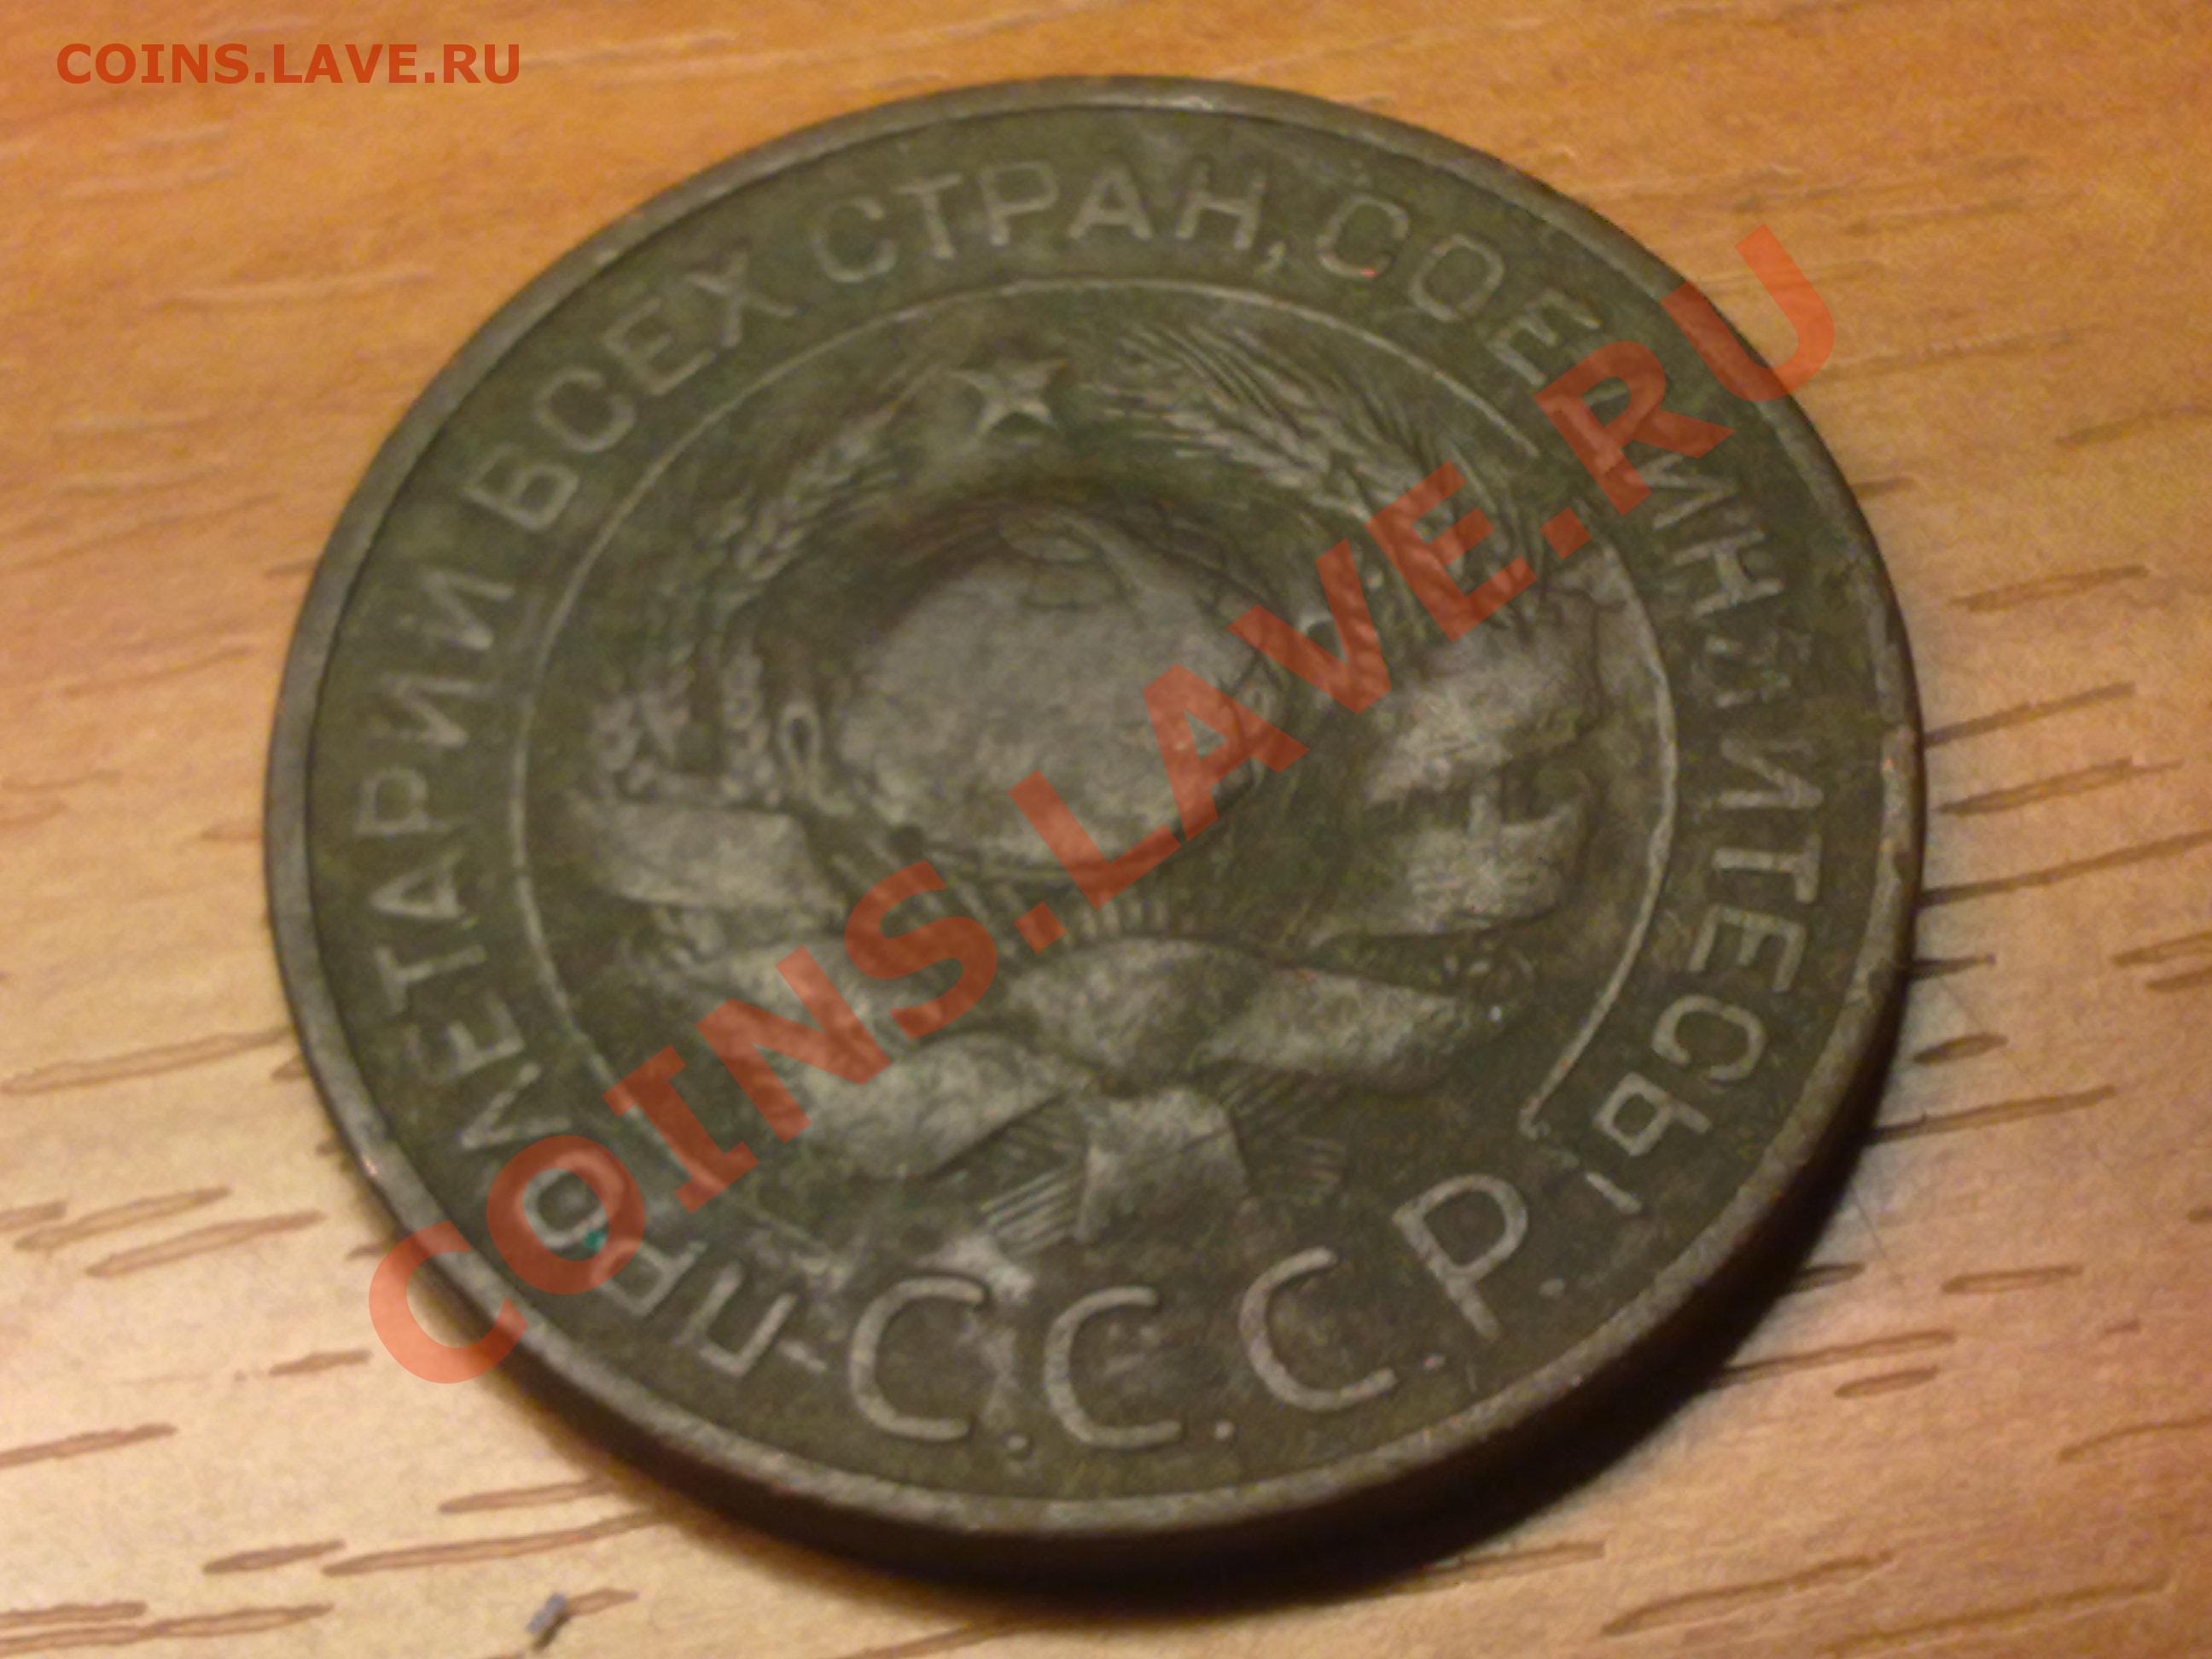 COINS.LAVE.RU
ПРОЛЕТАРИИ ВСЕХ СТРАН, СОЕДИНЯЙТЕСЬ!
С.С.С.Р.
COINS.LAVE.RU